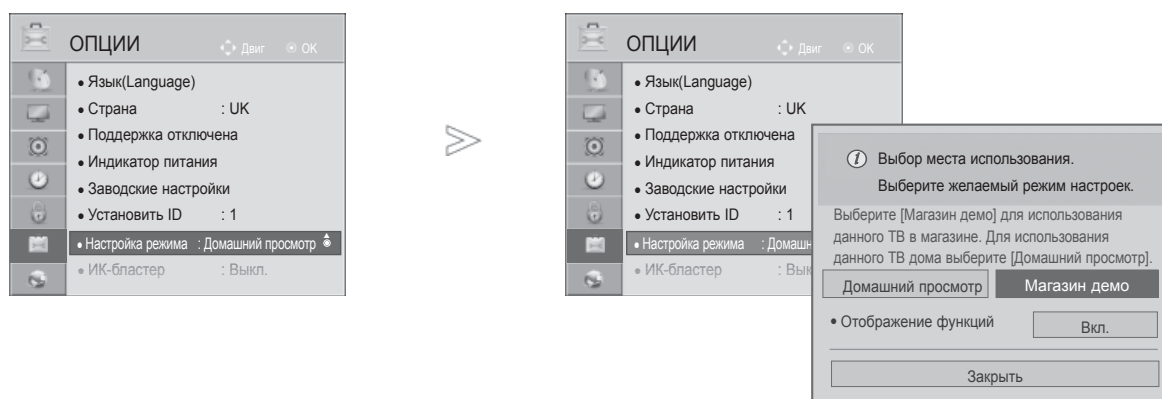 ОПЦИИ
Двиг ОК
• Язык(Language)
• Страна : UK
• Поддержка отключена
• Индикатор питания
• Заводские настройки
• Установить ID : 1
• Настройка режима : Домашний просмотр
• ИК-бластер : Выкл.
ОПЦИИ
Двиг ОК
• Язык(Language)
• Страна : UK
• Поддержка отключена
• Индикатор питания
• Заводские настройки
• Установить ID : 1
• Настройка режима : Домашн
• ИК-бластер : Вык
Выбор места использования.
Выберите желаемый режим настроек.
Выберите [Магазин демо] для использования
данного ТВ в магазине. Для использования
данного ТВ дома выберите [Домашний просмотр].
Домашний просмотр Магазин демо
• Отображение функций Вкл.
Закрыть